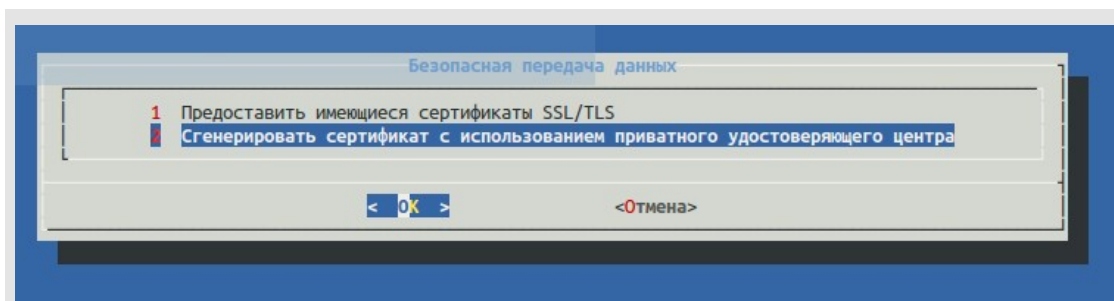 Безопасная передача данных
1 Предоставить имеющиеся сертификаты SSL/TLS
2 Сгенерировать сертификат с использованием приватного удостоверяющего центра
< OK > <Отмена>